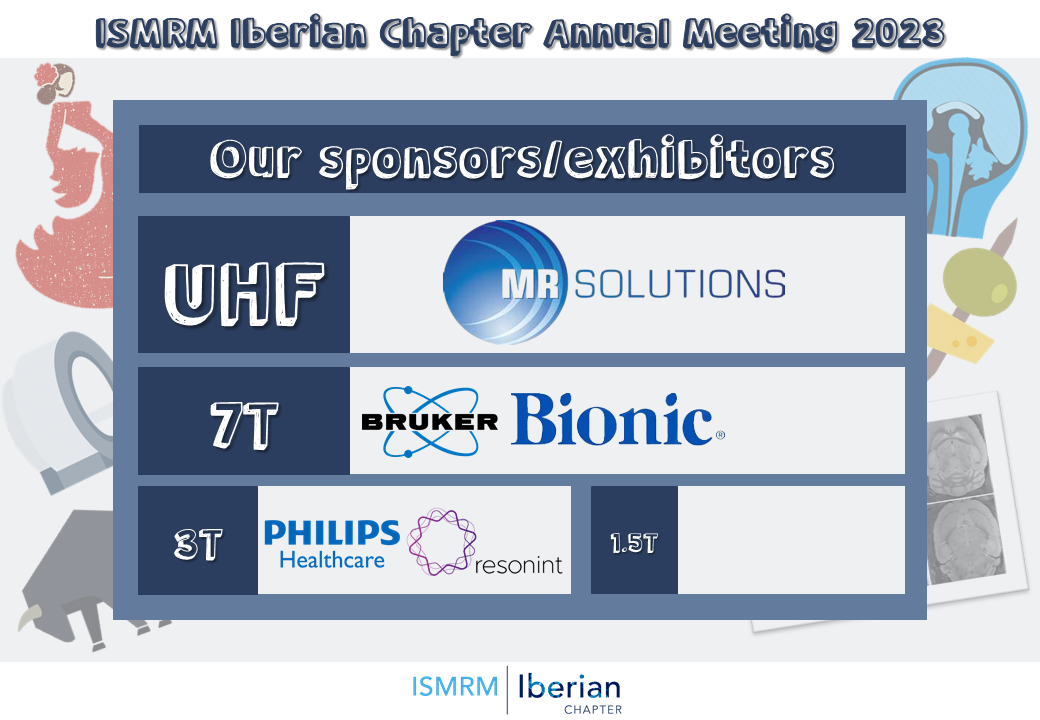 ISMRM Iberian Chapter Annual Meeting 2023
Our sponsors/exhibitors
UHF
MR SOLUTIONS
7T
BRUKER
Bionic®
3T
PHILIPS
Healthcare
resonint
1.5T
ISMRM | Iberian
CHAPTER